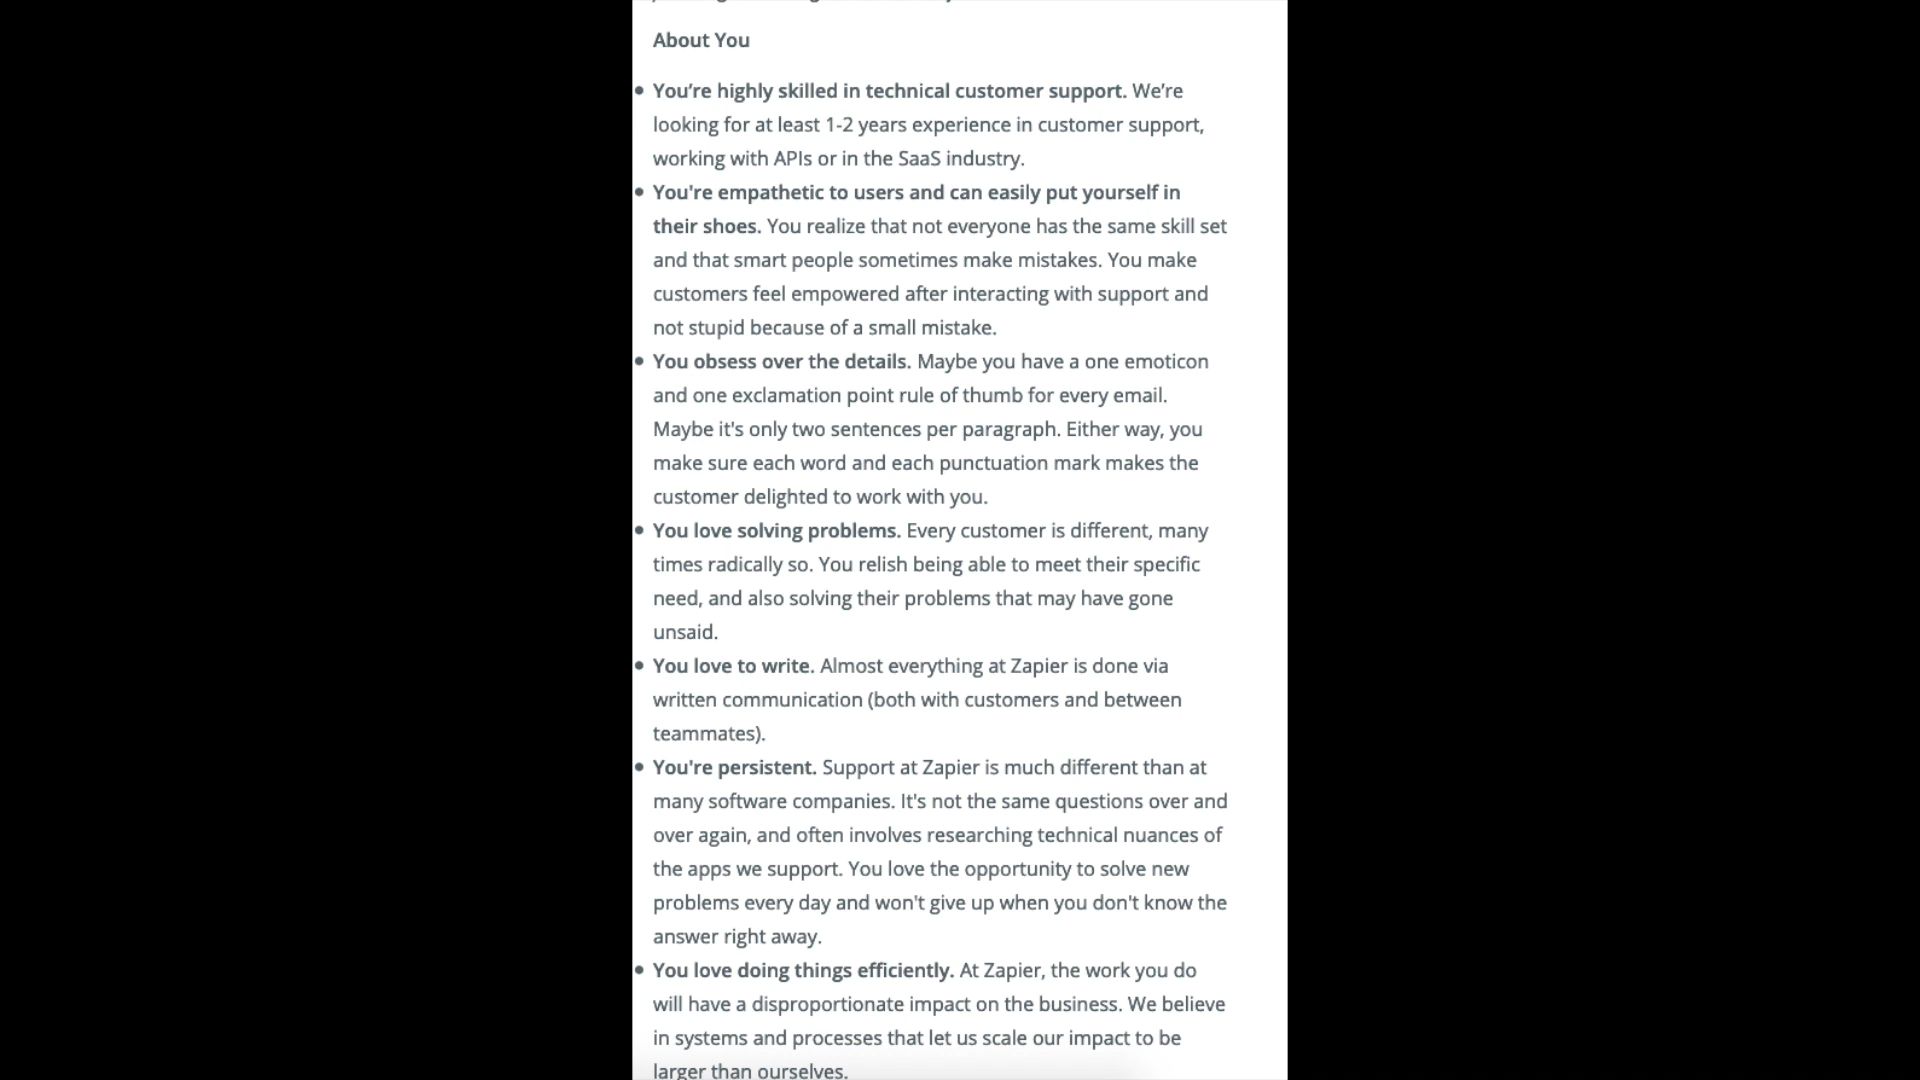 About You
• You’re highly skilled in technical customer support. We’re
looking for at least 1-2 years experience in customer support,
working with APIs or in the SaaS industry.
• You're empathetic to users and can easily put yourself in
their shoes. You realize that not everyone has the same skill set
and that smart people sometimes make mistakes. You make
customers feel empowered after interacting with support and
not stupid because of a small mistake.
• You obsess over the details. Maybe you have a one emoticon
and one exclamation point rule of thumb for every email.
Maybe it's only two sentences per paragraph. Either way, you
make sure each word and each punctuation mark makes the
customer delighted to work with you.
• You love solving problems. Every customer is different, many
times radically so. You relish being able to meet their specific
need, and also solving their problems that may have gone
unsaid.
• You love to write. Almost everything at Zapier is done via
written communication (both with customers and between
teammates).
• You're persistent. Support at Zapier is much different than at
many software companies. It's not the same questions over and
over again, and often involves researching technical nuances of
the apps we support. You love the opportunity to solve new
problems every day and won't give up when you don't know the
answer right away.
• You love doing things efficiently. At Zapier, the work you do
will have a disproportionate impact on the business. We believe
in systems and processes that let us scale our impact to be
larger than ourselves.